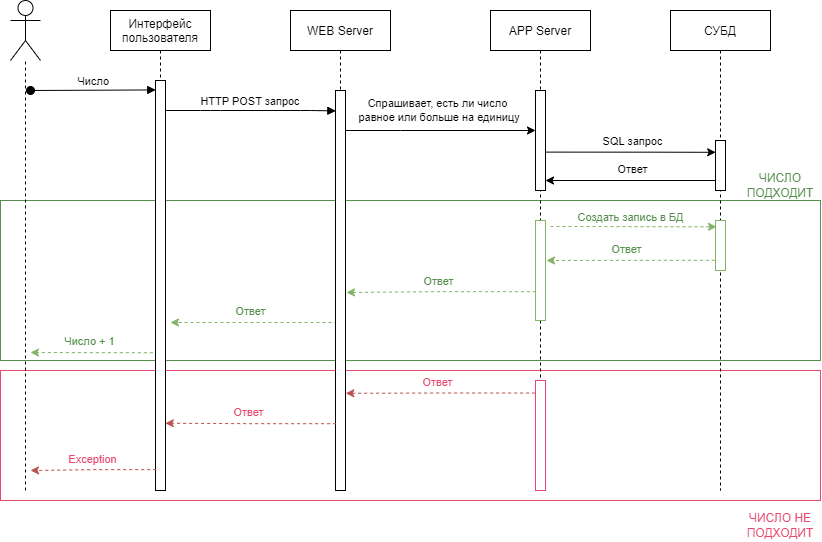 Интерфейс
пользователя
WEB Server
APP Server
СУБД
Число
HTTP POST запрос
Спрашивает, есть ли число
равное или больше на единицу
SQL запрос
Ответ
ЧИСЛО
ПОДХОДИТ
Создать запись в БД
Ответ
Ответ
Ответ
Число + 1
Ответ
Ответ
Exception
ЧИСЛО НЕ
ПОДХОДИТ